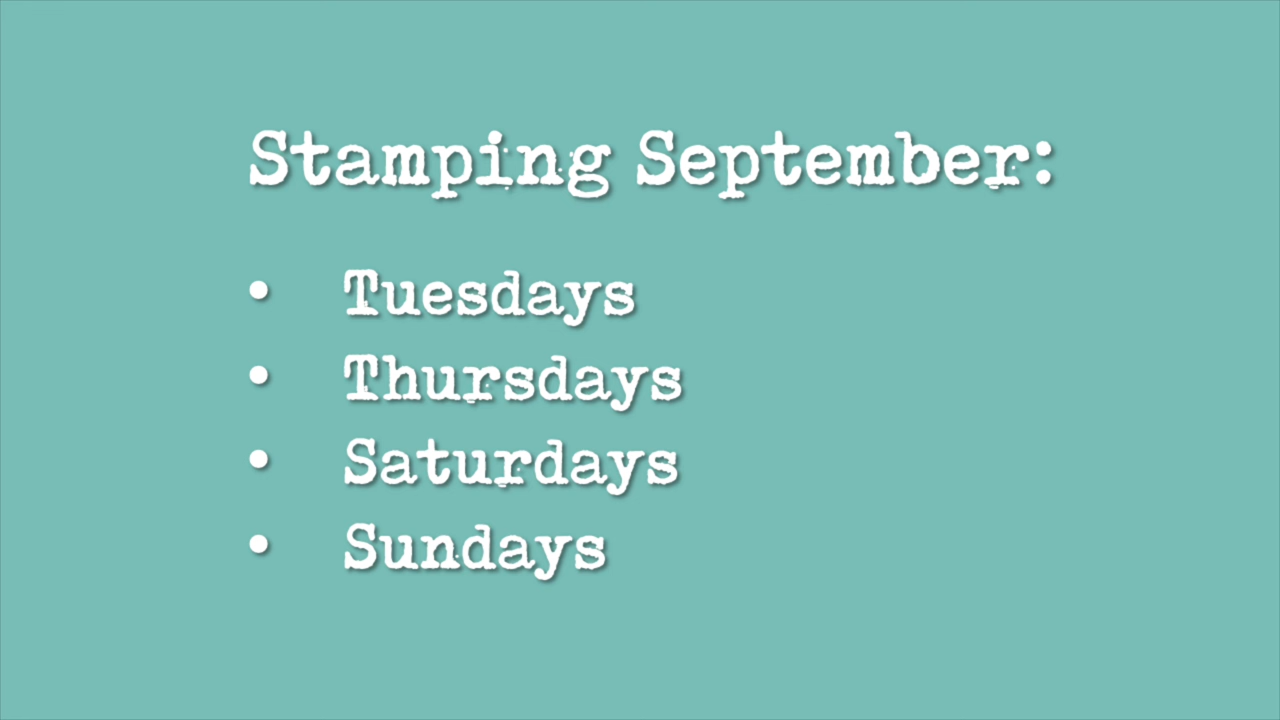 Stamping September:
• Tuesdays
• Thursdays
• Saturdays
• Sundays